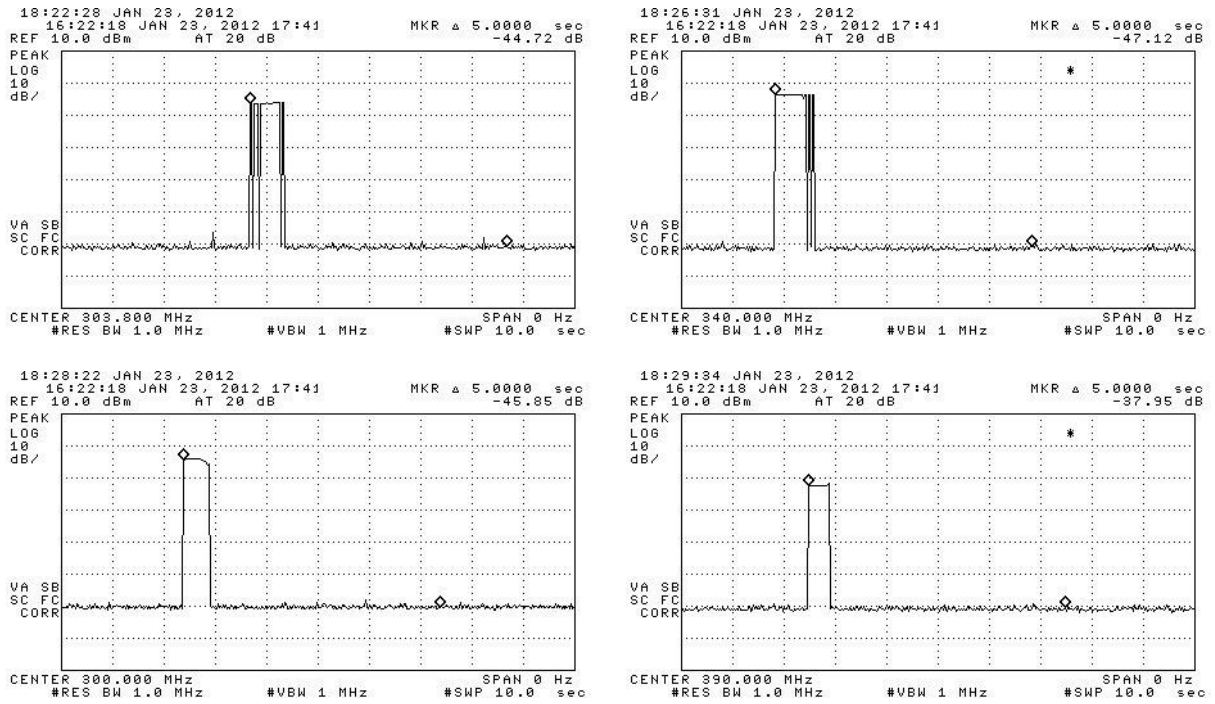 18:22:28 JAN 23, 2012
16:22:18 JAN 23, 2012 17:41
MKR Δ 5.0000 sec
REF 10.0 dBm AT 20 dB -44.72 dB
PEAK
LOG
10
dB/
VA SB
SC FC
CORR
CENTER 303.800 MHz SPAN 0 Hz
#RES BW 1.0 MHz #VBW 1 MHz #SWP 10.0 sec
18:26:31 JAN 23, 2012
16:22:18 JAN 23, 2012 17:41
MKR Δ 5.0000 sec
REF 10.0 dBm AT 20 dB -47.12 dB
PEAK
LOG
10
dB/
*
VA SB
SC FC
CORR
CENTER 340.000 MHz SPAN 0 Hz
#RES BW 1.0 MHz #VBW 1 MHz #SWP 10.0 sec
18:28:22 JAN 23, 2012
16:22:18 JAN 23, 2012 17:41
MKR Δ 5.0000 sec
REF 10.0 dBm AT 20 dB -45.85 dB
PEAK
LOG
10
dB/
VA SB
SC FC
CORR
CENTER 300.000 MHz SPAN 0 Hz
#RES BW 1.0 MHz #VBW 1 MHz #SWP 10.0 sec
18:29:34 JAN 23, 2012
16:22:18 JAN 23, 2012 17:41
MKR Δ 5.0000 sec
REF 10.0 dBm AT 20 dB -37.95 dB
PEAK
LOG
10
dB/
*
VA SB
SC FC
CORR
CENTER 390.000 MHz SPAN 0 Hz
#RES BW 1.0 MHz #VBW 1 MHz #SWP 10.0 sec